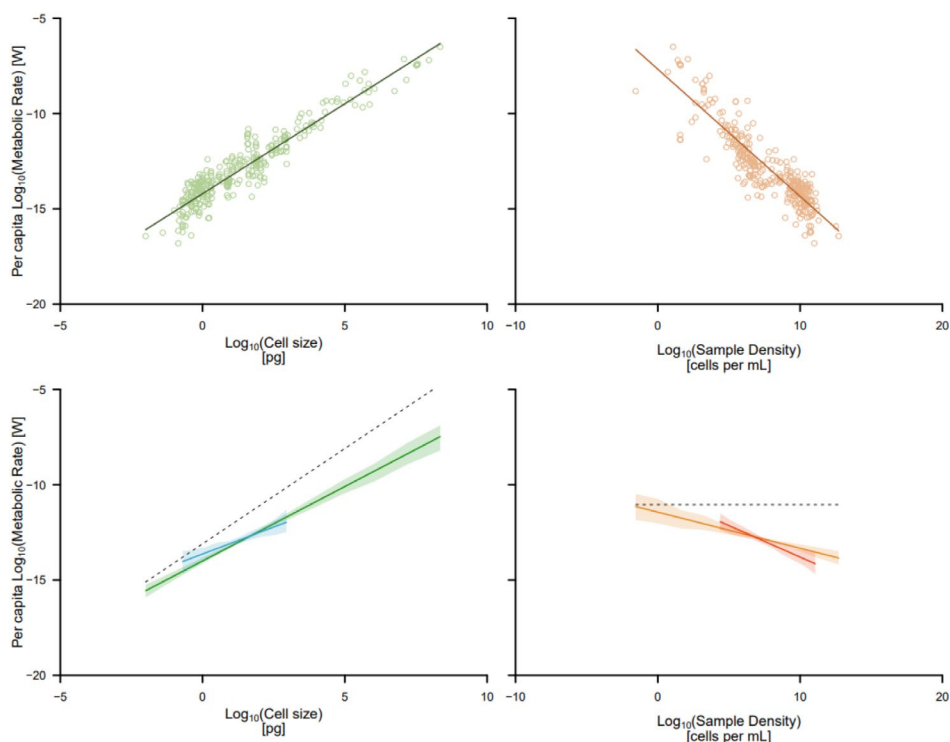 Per capita Log₁₀(Metabolic Rate) [W]
−5
−10
−15
−20
−5
0
5
10
Log₁₀(Cell size)
[pg]
−10
0
10
20
Log₁₀(Sample Density)
[cells per mL]
Per capita Log₁₀(Metabolic Rate) [W]
−5
−10
−15
−20
−5
0
5
10
Log₁₀(Cell size)
[pg]
−10
0
10
20
Log₁₀(Sample Density)
[cells per mL]